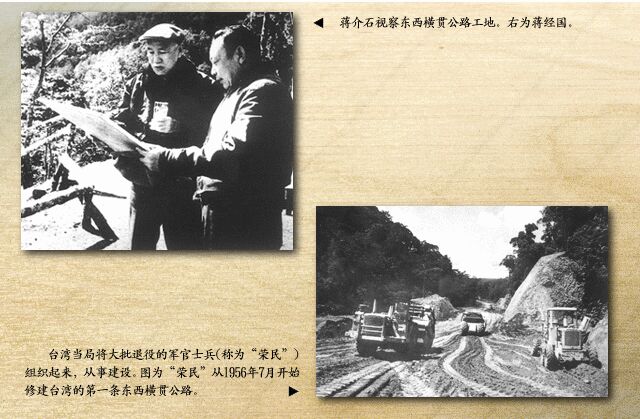 ◀ 蒋介石视察东西横贯公路工地。右为蒋经国。
台湾当局将大批退役的军官士兵(称为“荣民”)
组织起来，从事建设。图为“荣民”从1956年7月开始
修建台湾的第一条东西横贯公路。 ▶